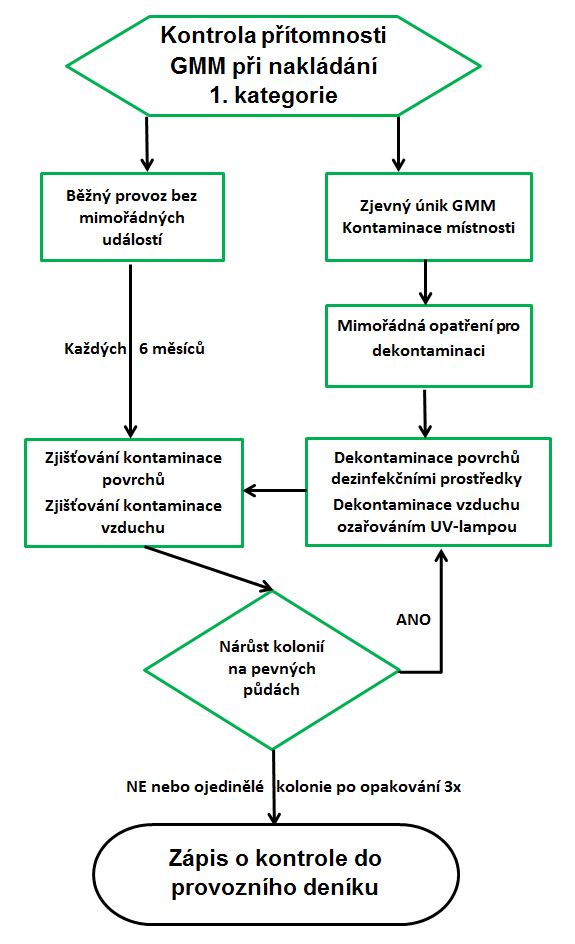 Kontrola přítomnosti
GMM při nakládání
1. kategorie
Běžný provoz bez
mimořádných
událostí
Zjevný únik GMM
Kontaminace místnosti
Mimořádná opatření pro
dekontaminaci
Každých 6 měsíců
Zjišťování kontaminace
povrchů
Zjišťování kontaminace
vzduchu
Dekontaminace povrchů
dezinfekčními prostředky
Dekontaminace vzduchu
ozařováním UV-lampou
ANO
Nárůst kolonií
na pevných
půdách
NE nebo ojedinělé kolonie po opakování 3x
Zápis o kontrole do
provozního deníku